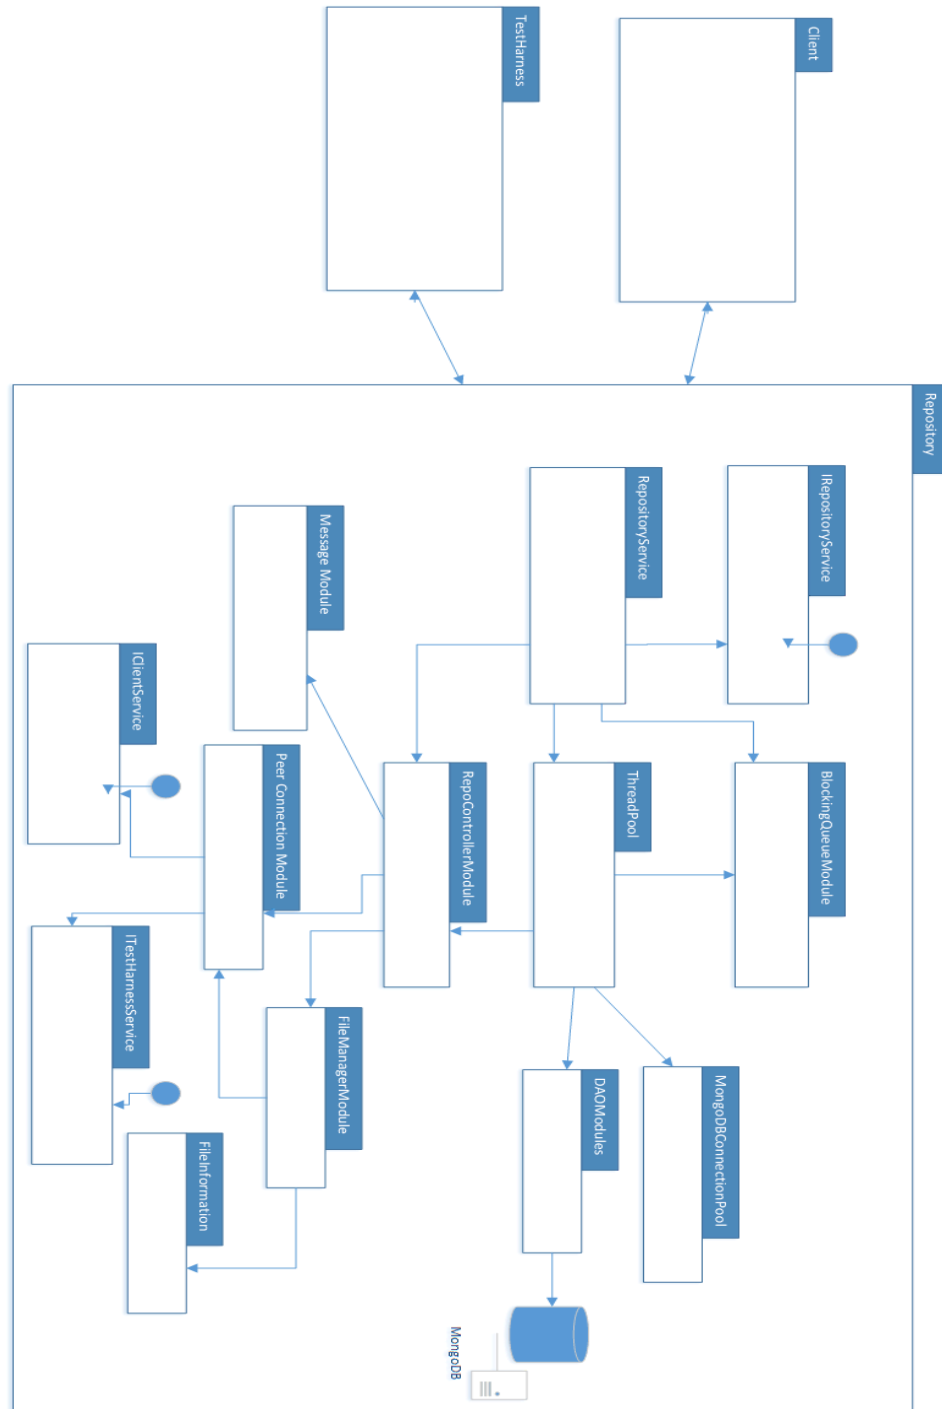 Client
TestHarness
Repository
IRepositoryService
RepositoryService
Message Module
BlockingQueueModule
ThreadPool
RepoControllerModule
Peer Connection Module
IClientService
MongoDBConnectionPool
DAOModules
FileManagerModule
ITestHarnessService
FileInformation
MongoDB